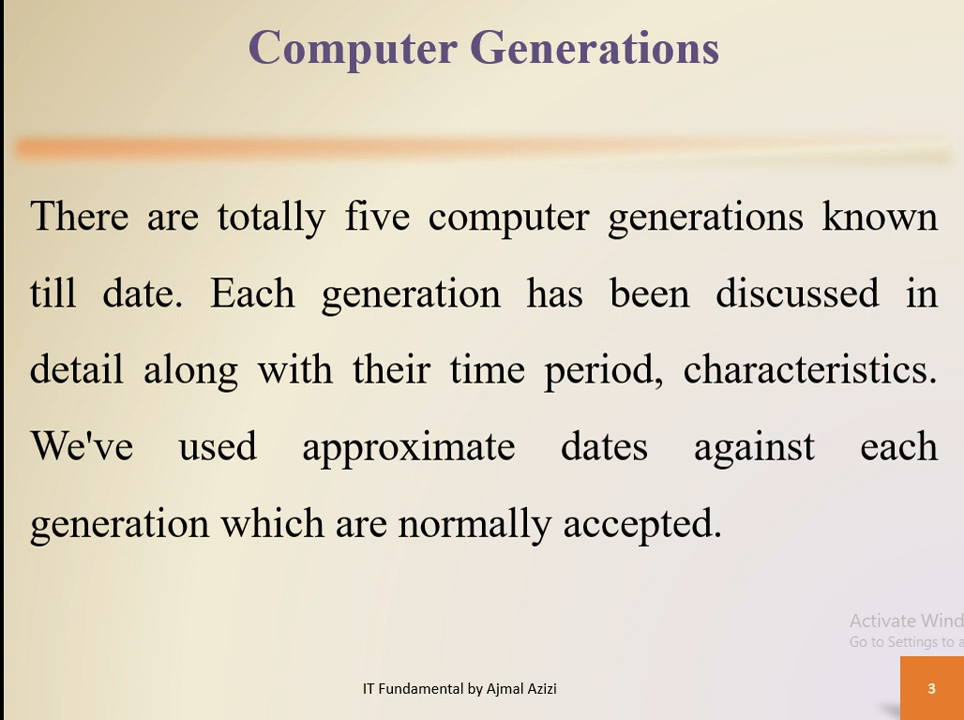 Computer Generations
There are totally five computer generations known
till date. Each generation has been discussed in
detail along with their time period, characteristics.
We've used approximate dates against each
generation which are normally accepted.
Activate Wind
Go to Settings to a
IT Fundamental by Ajmal Azizi
3